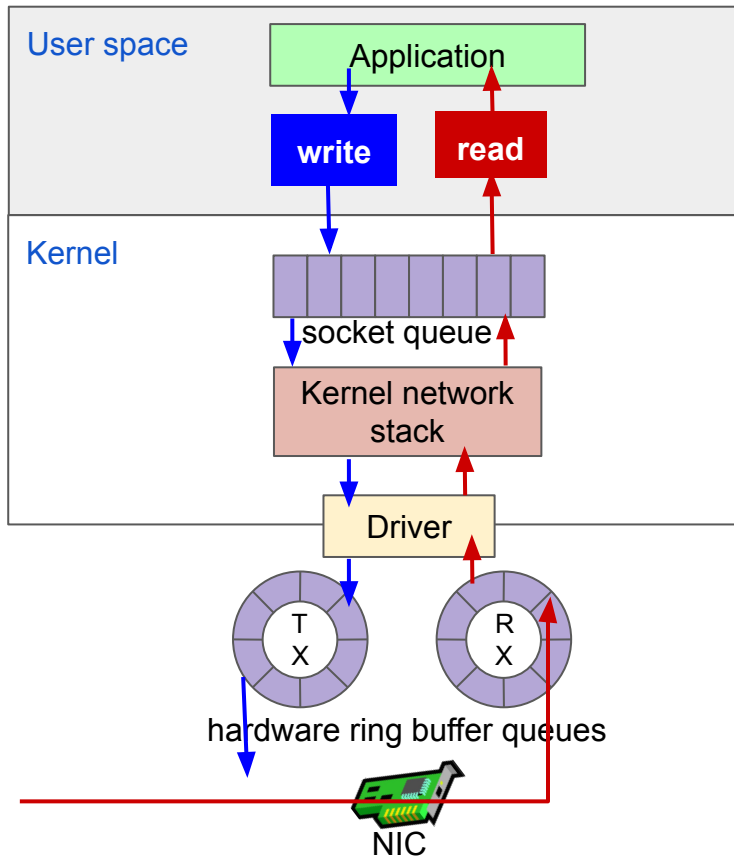 User space
Application
write
read
Kernel
socket queue
Kernel network
stack
Driver
T
X
R
X
hardware ring buffer queues
NIC